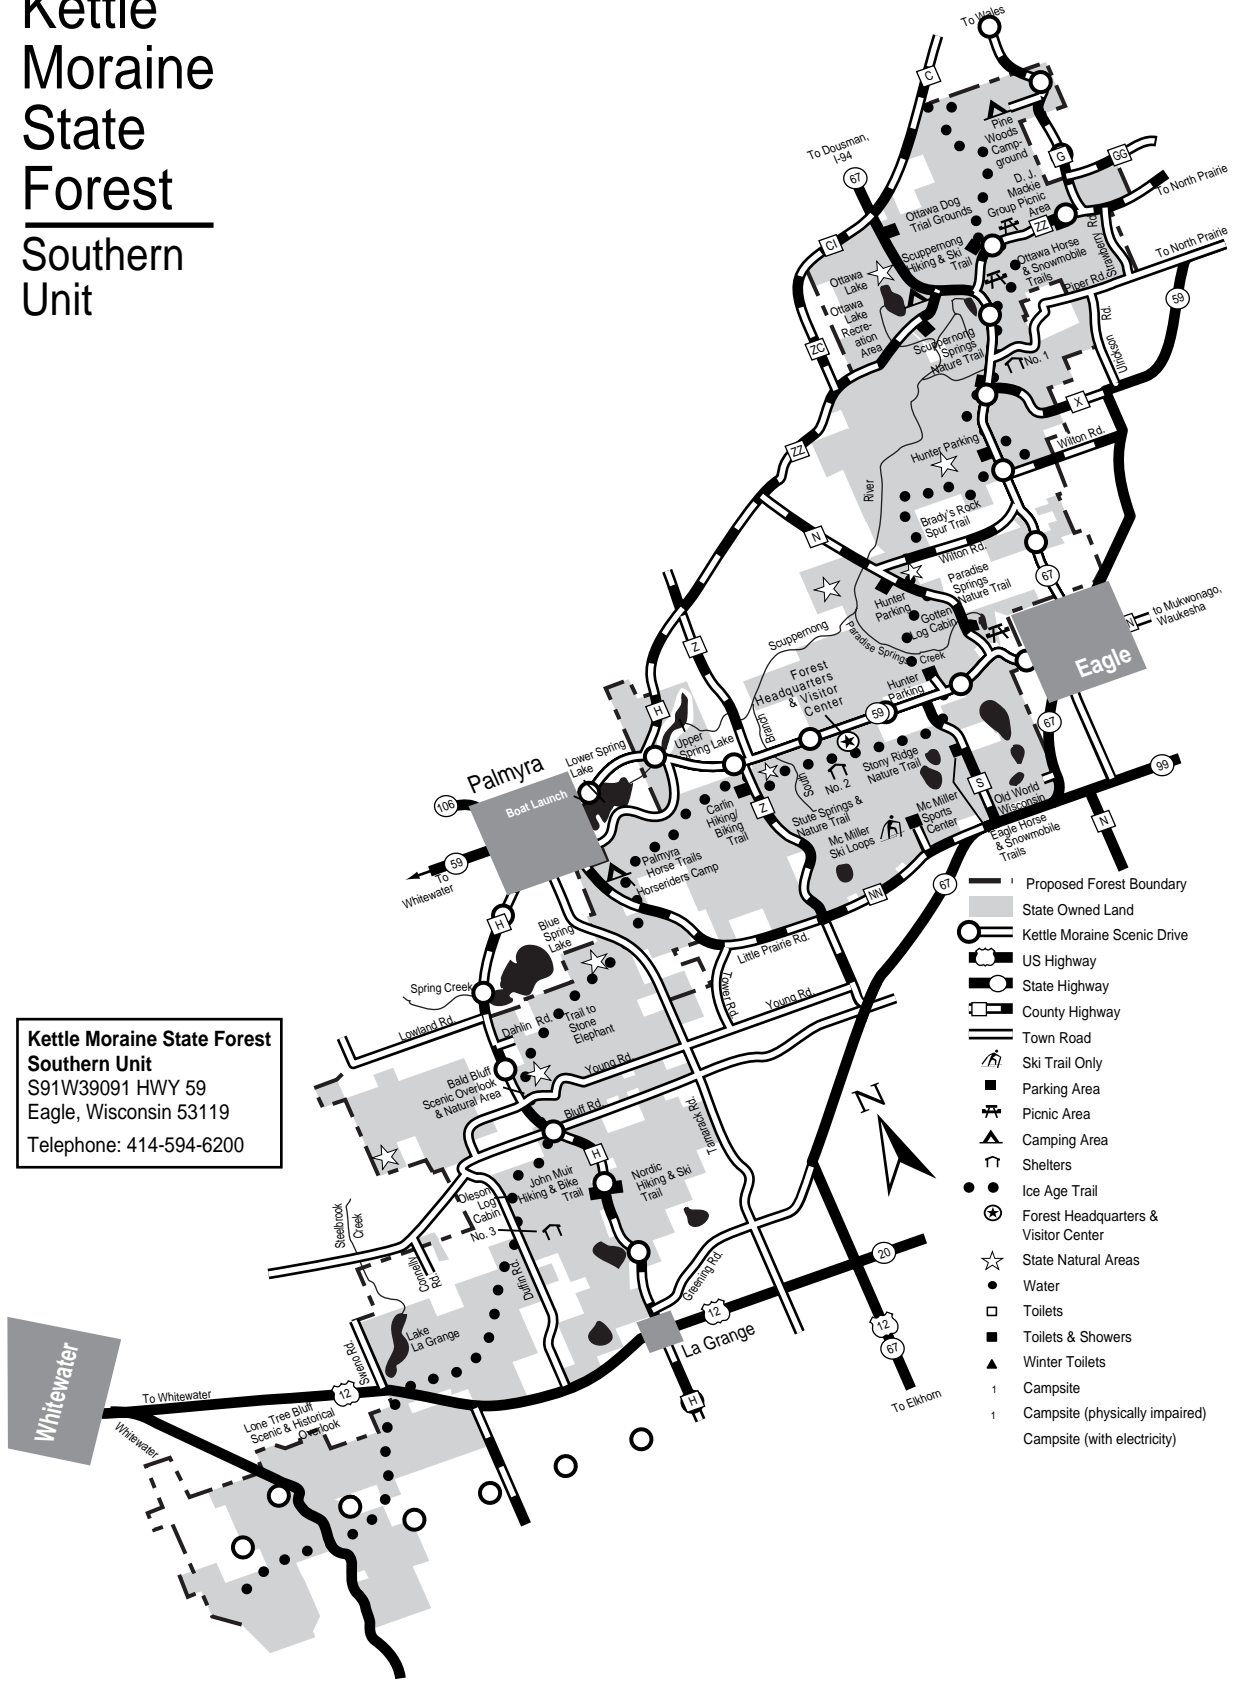 Kettle
Moraine
State
Forest
Southern
Unit
To Wales
C
Pine
Woods
Camp-
ground
To Dousman,
I-94
67
G
GG
To North Prairie
D. J.
Mackie
Group Picnic
Area
Ottawa Dog
Trial Grounds
ZZ
Strawberry Rd.
To North Prairie
CI
Scuppernong
Hiking & Ski
Trail
Ottawa Horse
& Snowmobile
Trails
Piper Rd.
59
Ottawa
Lake
Ottawa
Lake
Recre-
ation
Area
ZC
Scuppernong
Springs
Nature Trail
No. 1
Ulrickson
Rd.
X
ZZ
Hunter Parking
Wilton Rd.
River
Brady's Rock
Spur Trail
N
Wilton Rd.
Paradise
Springs
Nature Trail
67
Hunter
Parking
Gotten
Log Cabin
N
to Mukwonago,
Waukesha
Z
Scuppernong
Paradise Springs
Creek
Eagle
Forest
Headquarters
& Visitor
Center
Hunter
Parking
H
59
67
Branch
Upper
Spring Lake
Lower Spring
Lake
Palmyra
Boat Launch
106
Stony Ridge
Nature Trail
No. 2
South
S
99
Old World
Wisconsin
N
Carlin
Hiking/
Biking
Trail
Z
Stute Springs &
Nature Trail
Mc Miller
Sports
Center
Mc Miller
Ski Loops
Eagle Horse
& Snowmobile
Trails
59
To
Whitewater
Palmyra
Horse Trails
Horseriders Camp
NN
67
H
Blue
Spring
Lake
Little Prairie Rd.
Spring Creek
Tower Rd.
Young Rd.
Lowland Rd.
Dahlin Rd.
Trail to
Stone
Elephant
Young Rd.
Bald Bluff
Scenic Overlook
& Natural Area
Bluff Rd.
Tamarack Rd.
N
H
John Muir
Hiking & Bike
Trail
Nordic
Hiking & Ski
Trail
Oleson
Log
Cabin
No. 3
Steelbrook
Creek
Connelly
Rd.
Duffin Rd.
Greening Rd.
20
12
Lake
La Grange
La Grange
12
67
To Elkhorn
Sweno Rd.
H
Whitewater
To Whitewater
12
Whitewater
Lone Tree Bluff
Scenic & Historical
Overlook
Kettle Moraine State Forest
Southern Unit
S91W39091 HWY 59
Eagle, Wisconsin 53119
Telephone: 414-594-6200
Proposed Forest Boundary
State Owned Land
Kettle Moraine Scenic Drive
US Highway
State Highway
County Highway
Town Road
Ski Trail Only
Parking Area
Picnic Area
Camping Area
Shelters
Ice Age Trail
Forest Headquarters &
Visitor Center
State Natural Areas
Water
Toilets
Toilets & Showers
Winter Toilets
1 Campsite
1 Campsite (physically impaired)
Campsite (with electricity)